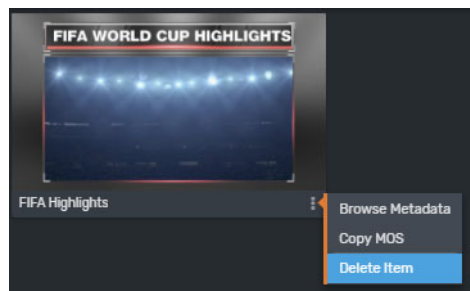 FIFA WORLD CUP HIGHLIGHTS
FIFA Highlights
Browse Metadata
Copy MOS
Delete Item